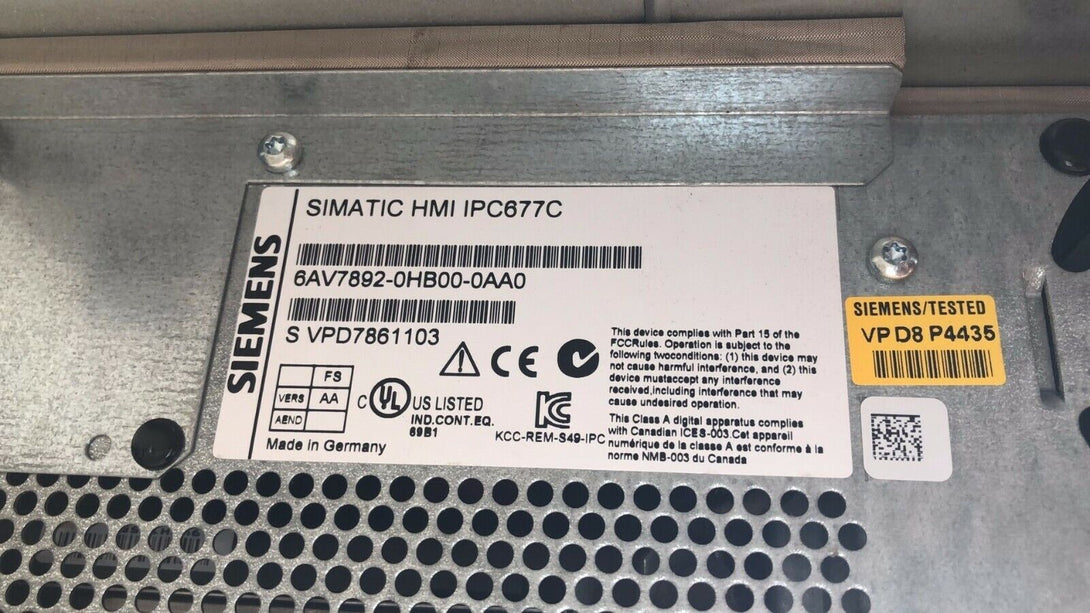 SIEMENS
SIMATIC HMI IPC677C
6AV7892-0HB00-0AA0
S VPD7861103
FS
VERS AA
AEND
C UL US LISTED
IND.CONT.EQ.
69B1
CE
KCC-REM-S49-IPC
Made in Germany
This device complies with Part 15 of the
FCCRules. Operation is subject to the
following twoconditions: (1) this device may
not cause harmful interference, and (2) this
device mustaccept any interference
received,including interference that may
cause undesired operation.
This Class A digital apparatus complies
with Canadian ICES-003.Cet appareil
numérique de la classe A est conforme à la
norme NMB-003 du Canada
SIEMENS/TESTED
VP D8 P4435